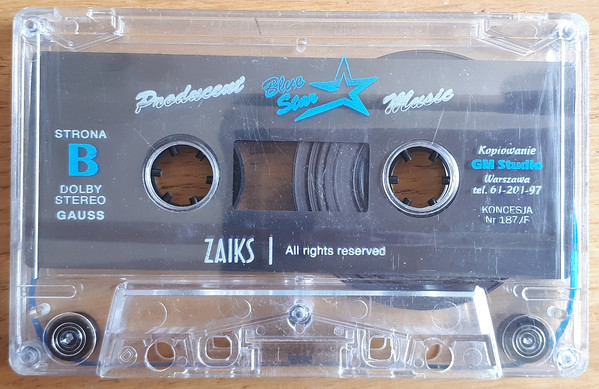 Producent Blue Star Music
STRONA
B
DOLBY
STEREO
GAUSS
Kopiowanie
GM Studio
Warszawa
tel. 61-201-97
KONCESJA
Nr 187/F
ZAIKS | All rights reserved